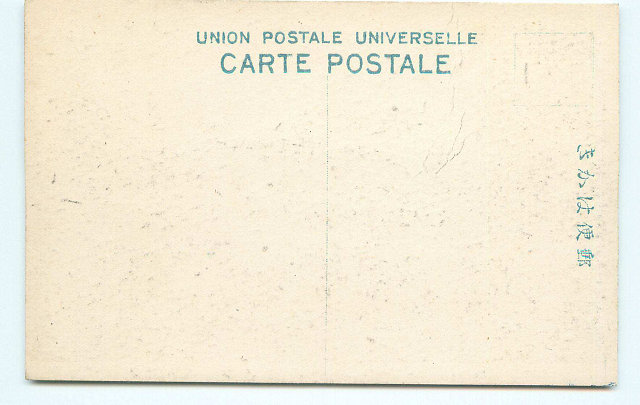 UNION POSTALE UNIVERSELLE
CARTE POSTALE
郵便はかき